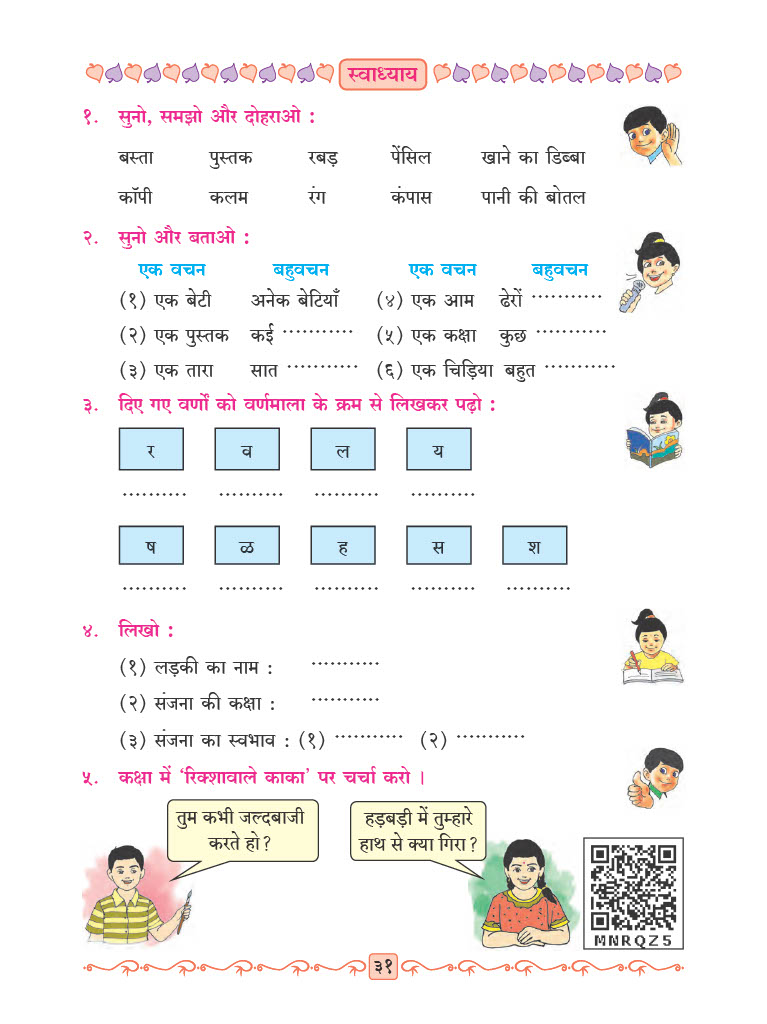 स्वाध्याय
१. सुनो, समझो और दोहराओ :
बस्ता पुस्तक रबड़ पेंसिल खाने का डिब्बा
कॉपी कलम रंग कंपास पानी की बोतल
२. सुनो और बताओ :
एक वचन बहुवचन एक वचन बहुवचन
(१) एक बेटी अनेक बेटियाँ (४) एक आम ढेरों ···········
(२) एक पुस्तक कई ··········· (५) एक कक्षा कुछ ···········
(३) एक तारा सात ··········· (६) एक चिड़िया बहुत ···········
३. दिए गए वर्णों को वर्णमाला के क्रम से लिखकर पढ़ो :
र व ल य
.......... .......... .......... ..........
ष ळ ह स श
.......... .......... .......... .......... ..........
४. लिखो :
(१) लड़की का नाम : ···········
(२) संजना की कक्षा : ···········
(३) संजना का स्वभाव : (१) ··········· (२) ···········
५. कक्षा में ‘रिक्शावाले काका’ पर चर्चा करो ।
तुम कभी जल्दबाजी
करते हो ?
हड़बड़ी में तुम्हारे
हाथ से क्या गिरा ?
MNRQZ5
३१